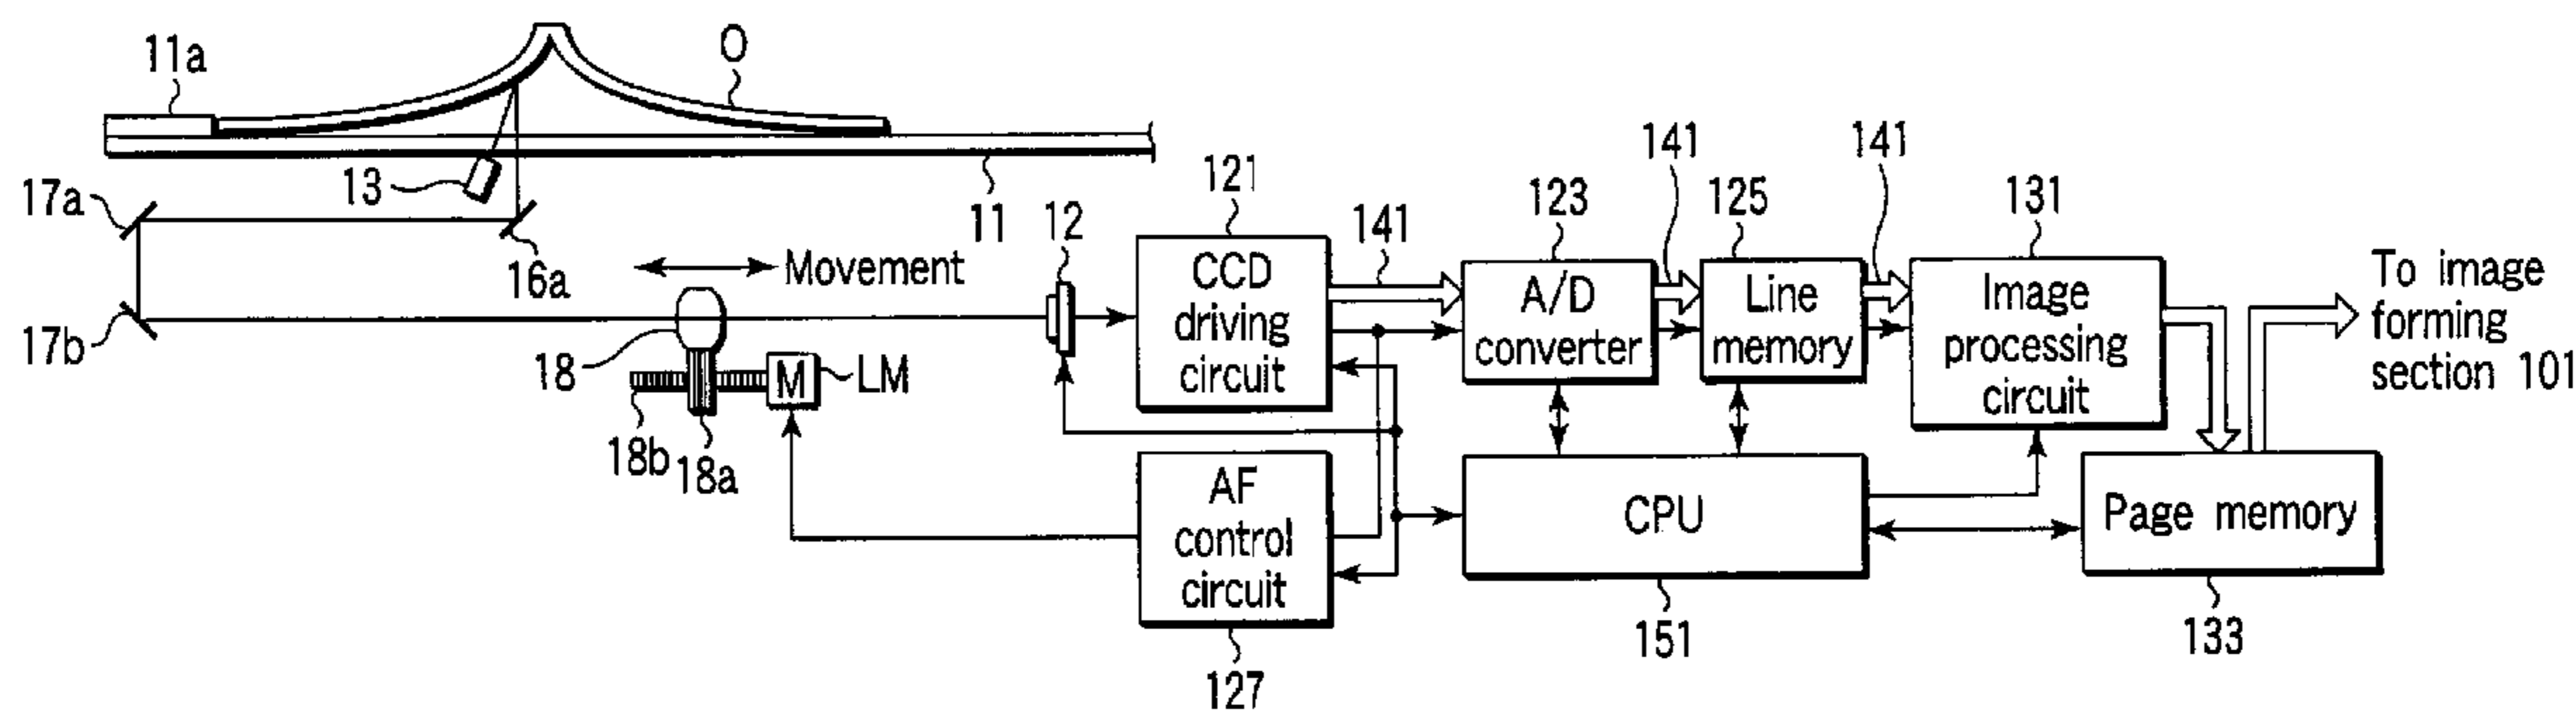 11a
O
13
17a
16a
11
17b
Movement
12
121
141
123
141
125
141
131
CCD
driving
circuit
A/D
converter
Line
memory
Image
processing
circuit
To image
forming
section 101
18
M
LM
18b
18a
AF
control
circuit
CPU
Page memory
127
151
133